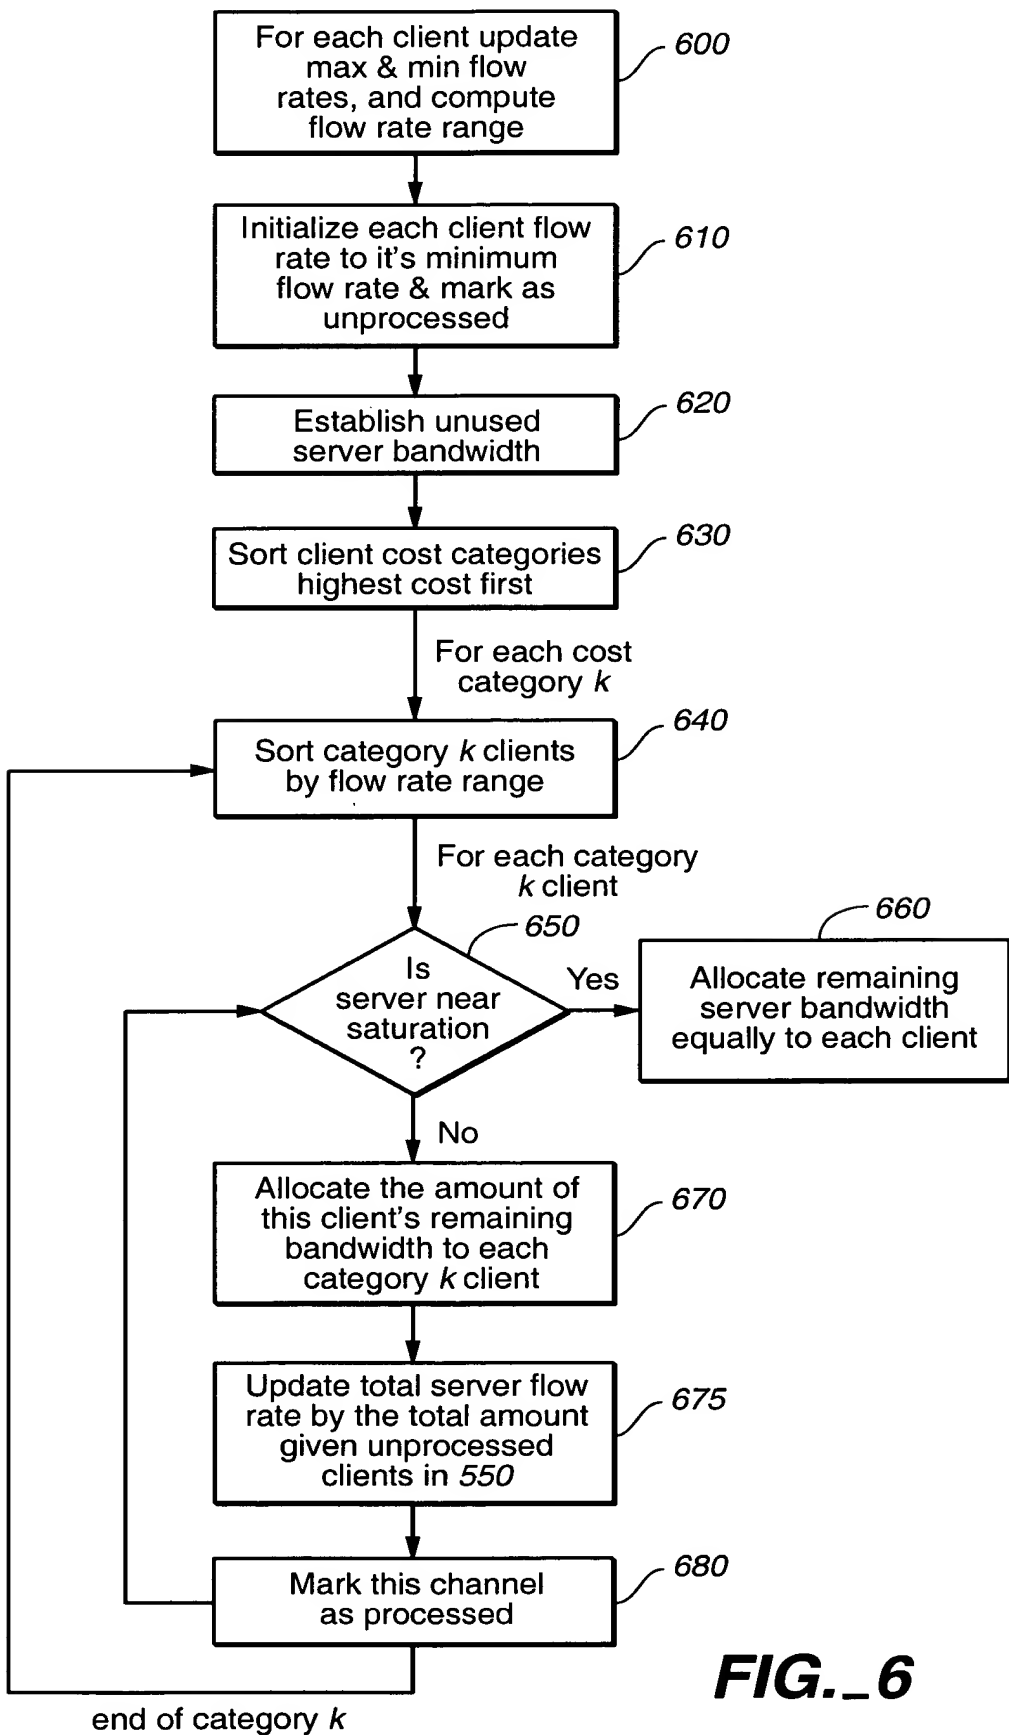 For each client update
max & min flow
rates, and compute
flow rate range
600
Initialize each client flow
rate to it's minimum
flow rate & mark as
unprocessed
610
Establish unused
server bandwidth
620
Sort client cost categories
highest cost first
630
For each cost
category k
Sort category k clients
by flow rate range
640
For each category
k client
Is
server near
saturation
?
650
Yes
Allocate remaining
server bandwidth
equally to each client
660
No
Allocate the amount of
this client's remaining
bandwidth to each
category k client
670
Update total server flow
rate by the total amount
given unprocessed
clients in 550
675
Mark this channel
as processed
680
end of category k
FIG._6